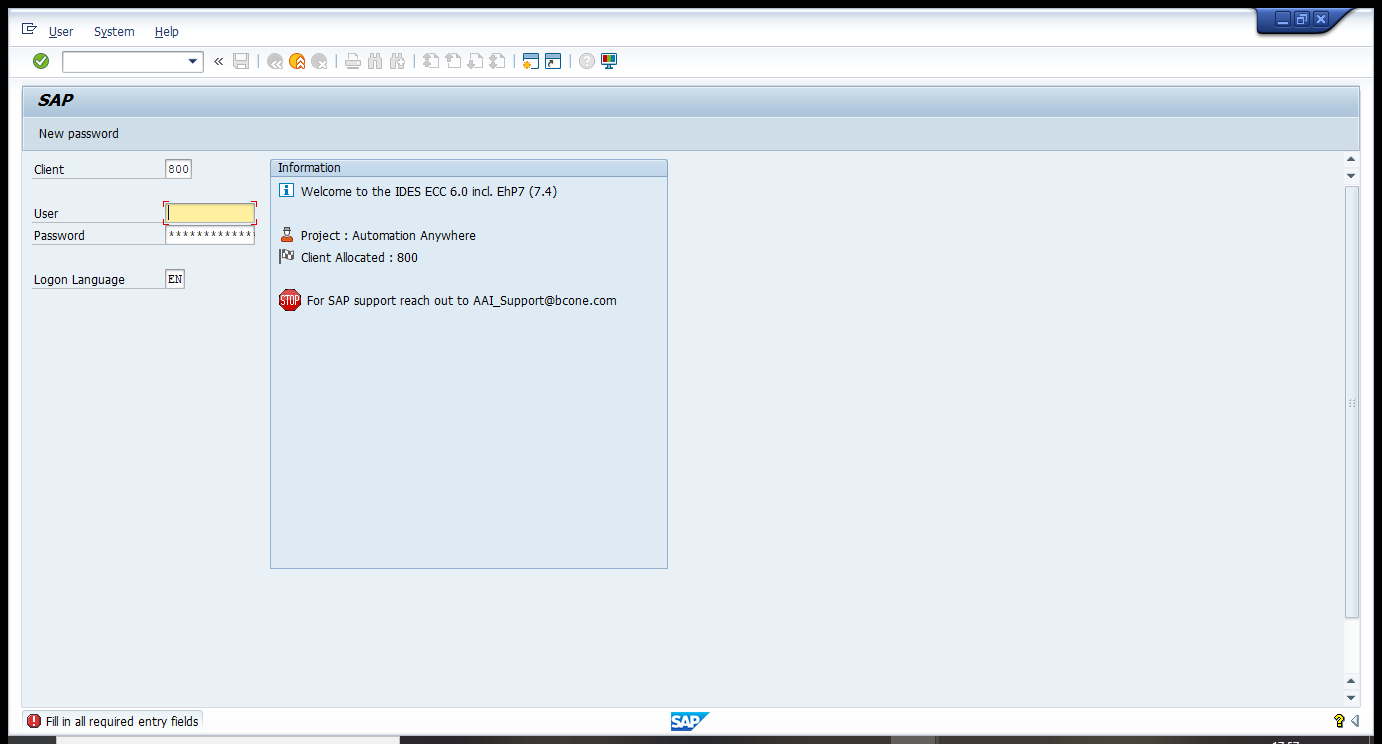 User System Help
SAP
New password
Client 800
Information
Welcome to the IDES ECC 6.0 incl. EhP7 (7.4)
User
Project : Automation Anywhere
Password *************
Client Allocated : 800
Logon Language EN
STOP For SAP support reach out to AAI_Support@bcone.com
Fill in all required entry fields
SAP